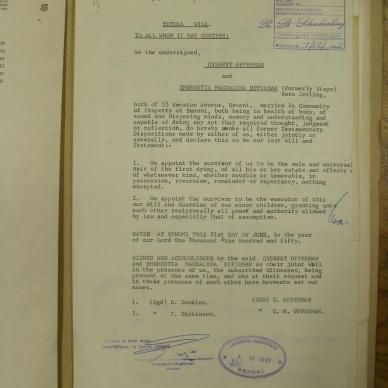 MUTUAL WILL.
TO ALL WHOM IT MAY CONCERN:
We the undersigned,
GYSBERT OPPERMAN
and
EMERENTIA MAGDALENA OPPERMAN (Formerly Steyn)
Born Jerling,
both of 55 Kemston Avenue, Benoni, married In Community
of Property at Benoni, both being in health of body, of
sound and disposing minds, memory and understanding and
capable of doing any act that required thought, judgment
or reflection, do hereby revoke all former Testamentary
Dispositions by us, either of us, either jointly or
severally, and declare this to be our last Will and
Testament:-
1. We appoint the survivor of us to be the sole and universal
Heir of the first dying, of all his or her estate and effects
of whatsoever kind, whether movable or immovable, in
possession, reversion, remainder or expectancy, nothing
excepted.
2. We appoint the survivor to be the executor of this
our Will and Guardian of our minor children, granting unto
each other reciprocally all power and authority allowed
by law and especially that of assumption.
DATED AT BENONI THIS 21ST DAY OF JUNE, in the year
of our Lord One Thousand Nine Hundred and fifty.
SIGNED AND ACKNOWLEDGED by the said GYSBERT OPPERMAN
and EMERENTIA MAGDALENA OPPERMAN as their joint Will
in the presence of us, the subscribed Witnesses, being
present at the same time, and who at their request and
in their presence of each other have hereunto set our
names.
1. (Sgd) D. Dawkins. (SGD) G. OPPERMAN
2. " F. Dickinson. " E. M. OPPERMAN.
BENONI